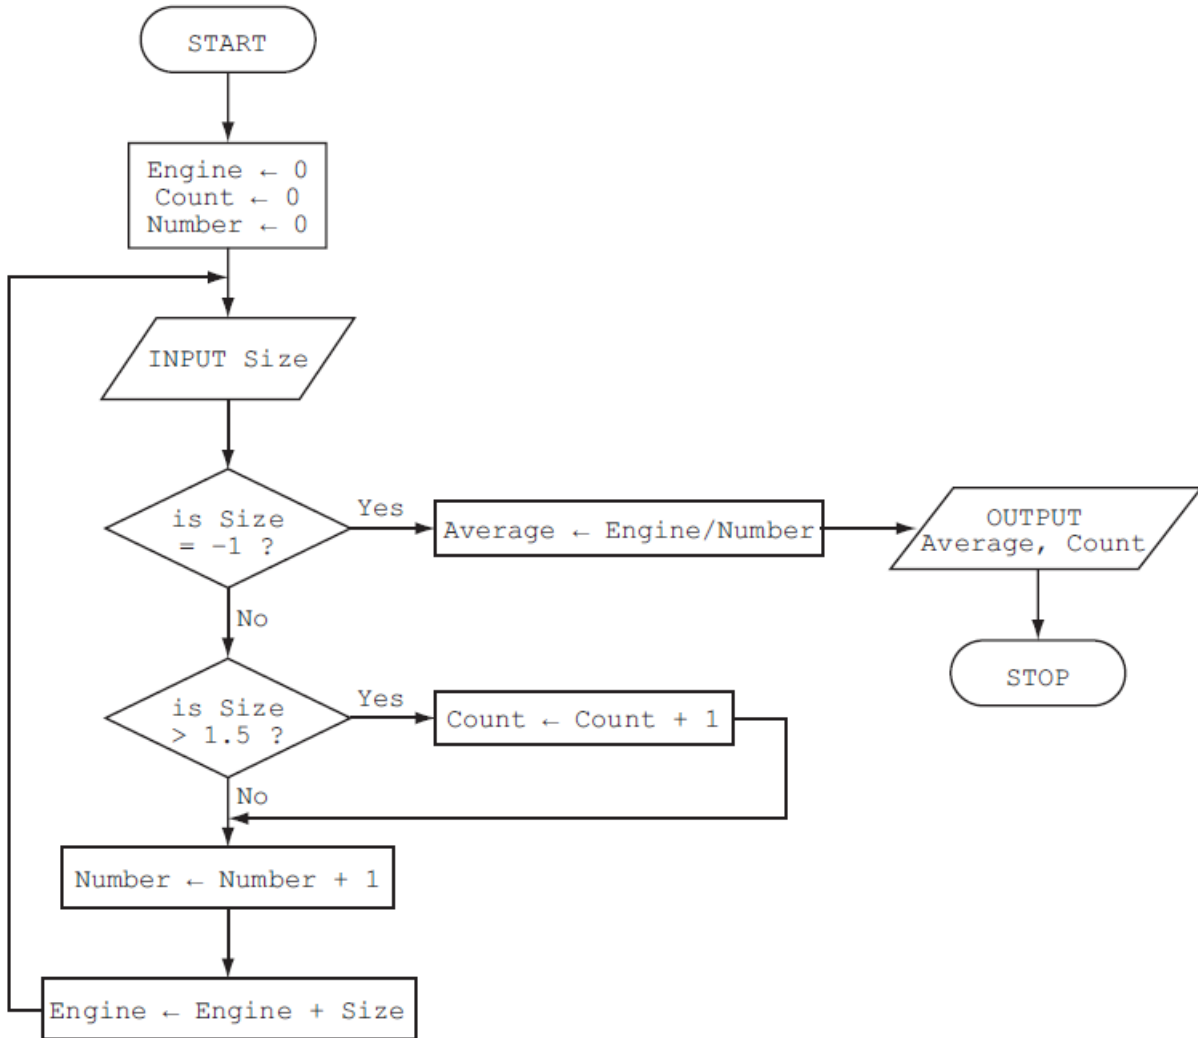 START
Engine ← 0
Count ← 0
Number ← 0
INPUT Size
is Size
= −1 ?
Yes
Average ← Engine/Number
OUTPUT
Average, Count
STOP
No
is Size
> 1.5 ?
Yes
Count ← Count + 1
No
Number ← Number + 1
Engine ← Engine + Size